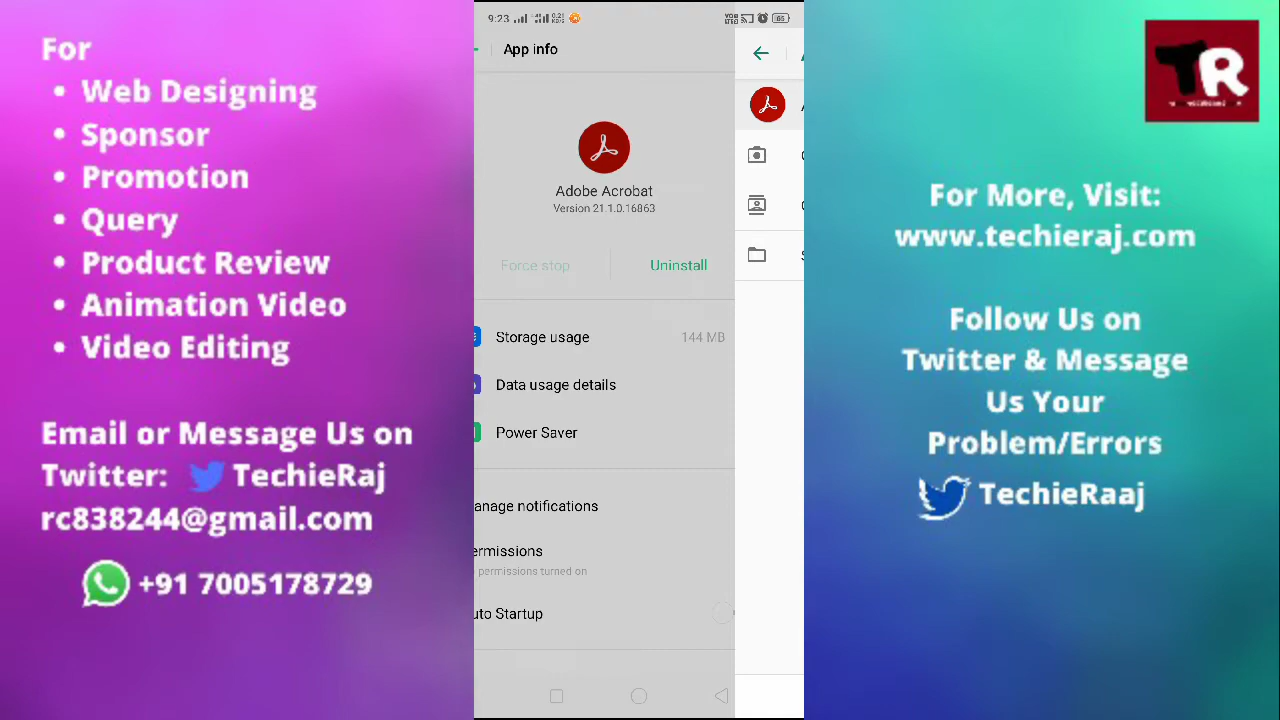 For
• Web Designing
• Sponsor
• Promotion
• Query
• Product Review
• Animation Video
• Video Editing
Email or Message Us on
Twitter: TechieRaj
rc838244@gmail.com
+91 7005178729
9:23
App info
Adobe Acrobat
Version 21.1.0.16863
Force stop
Uninstall
Storage usage
144 MB
Data usage details
Power Saver
anage notifications
ermissions
permissions turned on
uto Startup
TR
For More, Visit:
www.techieraj.com
Follow Us on
Twitter & Message
Us Your
Problem/Errors
TechieRaaj